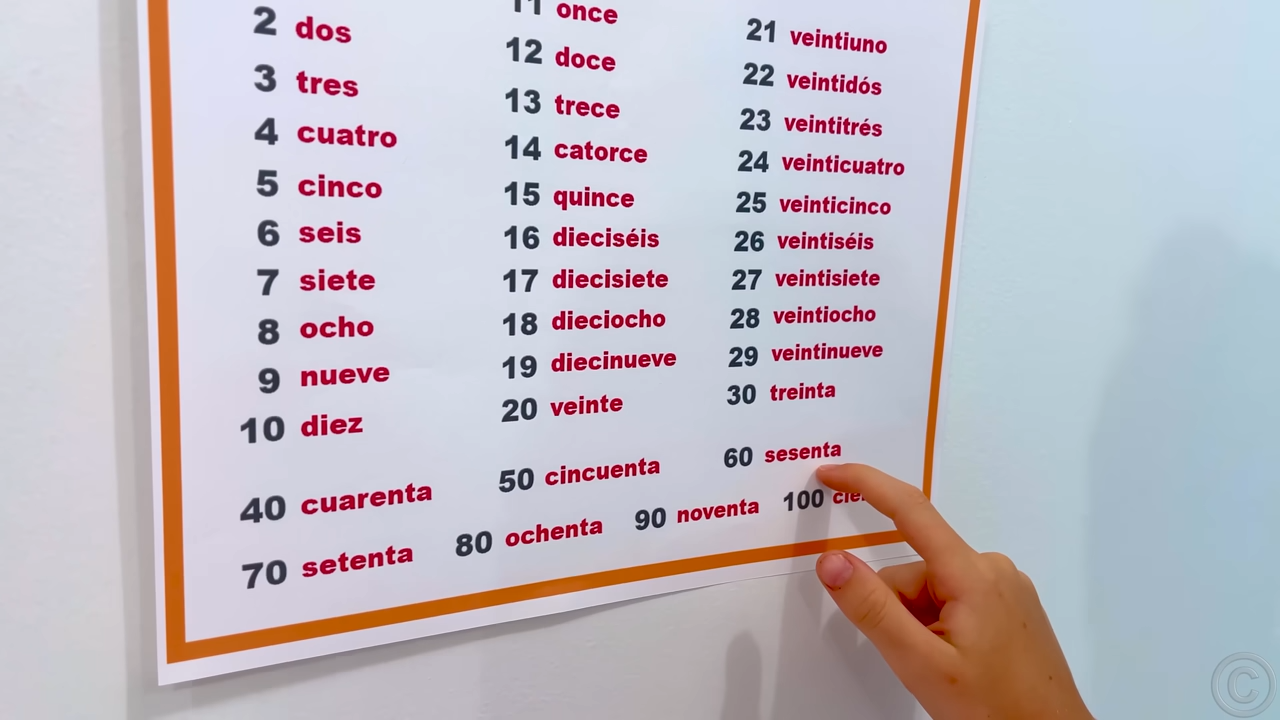 2 dos
3 tres
4 cuatro
5 cinco
6 seis
7 siete
8 ocho
9 nueve
10 diez
11 once
12 doce
13 trece
14 catorce
15 quince
16 dieciséis
17 diecisiete
18 dieciocho
19 diecinueve
20 veinte
21 veintiuno
22 veintidós
23 veintitrés
24 veinticuatro
25 veinticinco
26 veintiséis
27 veintisiete
28 veintiocho
29 veintinueve
30 treinta
40 cuarenta
50 cincuenta
60 sesenta
70 setenta
80 ochenta
90 noventa
100
©